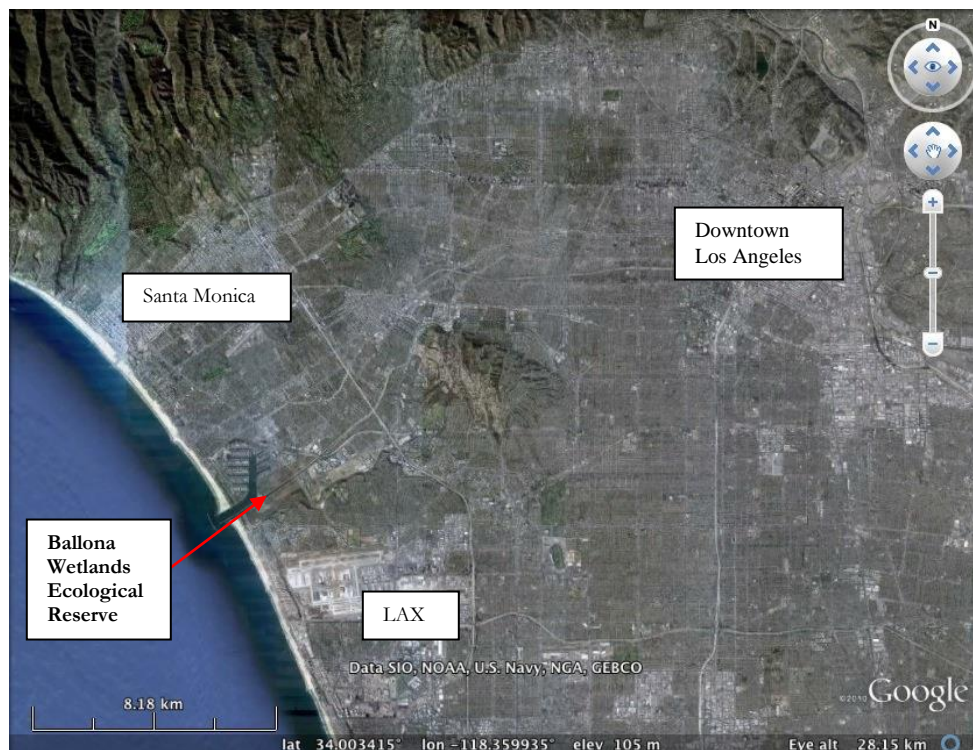 N
Downtown
Los Angeles
Santa Monica
Ballona
Wetlands
Ecological
Reserve
LAX
Data SIO, NOAA, U.S. Navy, NGA, GEBCO
©2010 Google
8.18 km
lat 34.003415° lon -118.359935° elev 105 m Eye alt 28.15 km